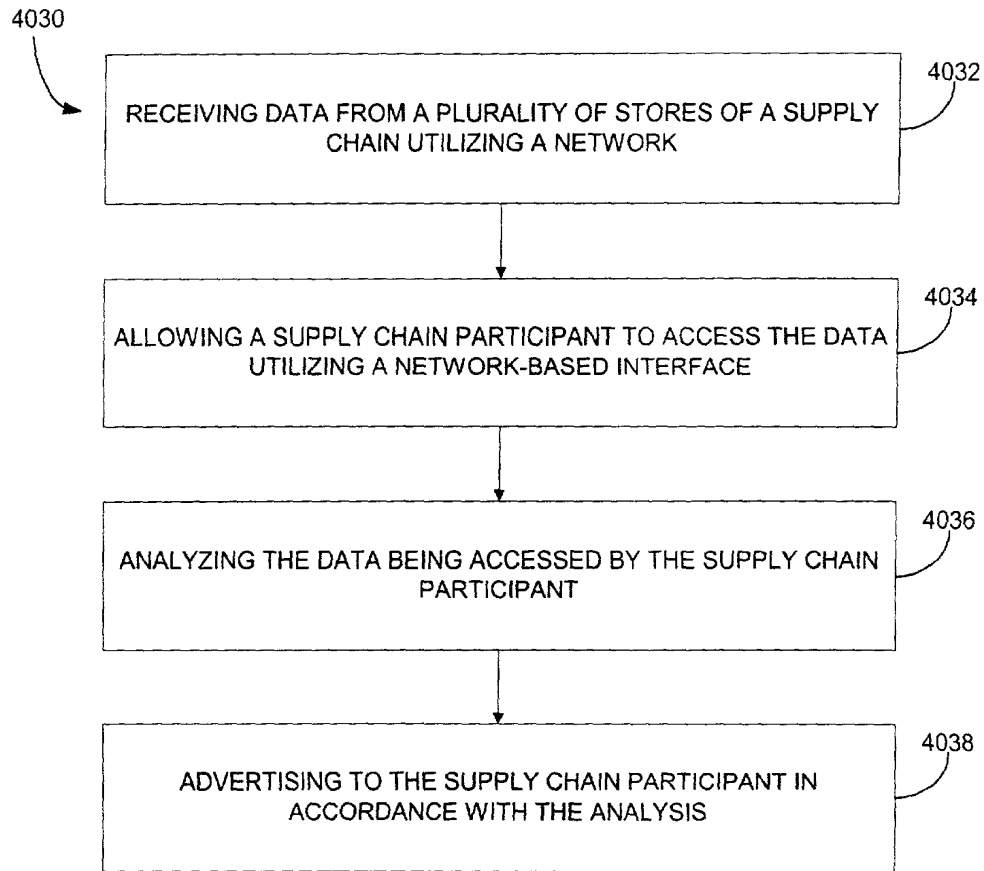 4030
4032
RECEIVING DATA FROM A PLURALITY OF STORES OF A SUPPLY
CHAIN UTILIZING A NETWORK
4034
ALLOWING A SUPPLY CHAIN PARTICIPANT TO ACCESS THE DATA
UTILIZING A NETWORK-BASED INTERFACE
4036
ANALYZING THE DATA BEING ACCESSED BY THE SUPPLY CHAIN
PARTICIPANT
4038
ADVERTISING TO THE SUPPLY CHAIN PARTICIPANT IN
ACCORDANCE WITH THE ANALYSIS